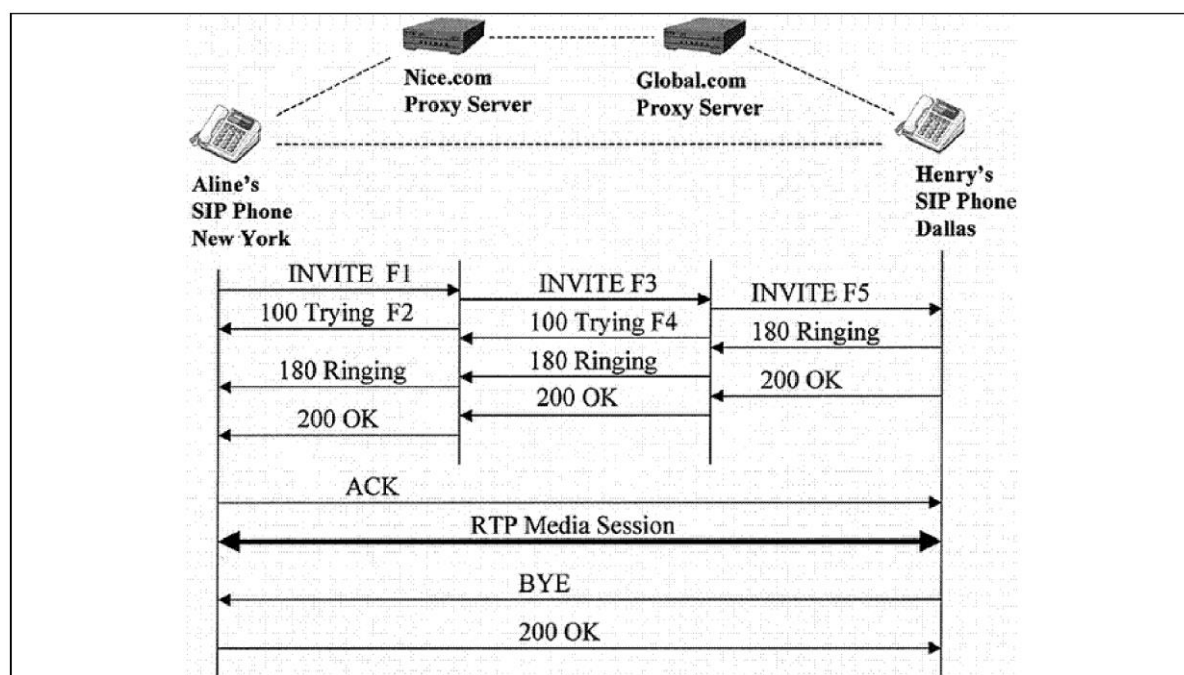 Nice.com
Proxy Server
Global.com
Proxy Server
Aline's
SIP Phone
New York
Henry's
SIP Phone
Dallas
INVITE F1
INVITE F3
INVITE F5
100 Trying F2
100 Trying F4
180 Ringing
180 Ringing
180 Ringing
200 OK
200 OK
200 OK
ACK
RTP Media Session
BYE
200 OK